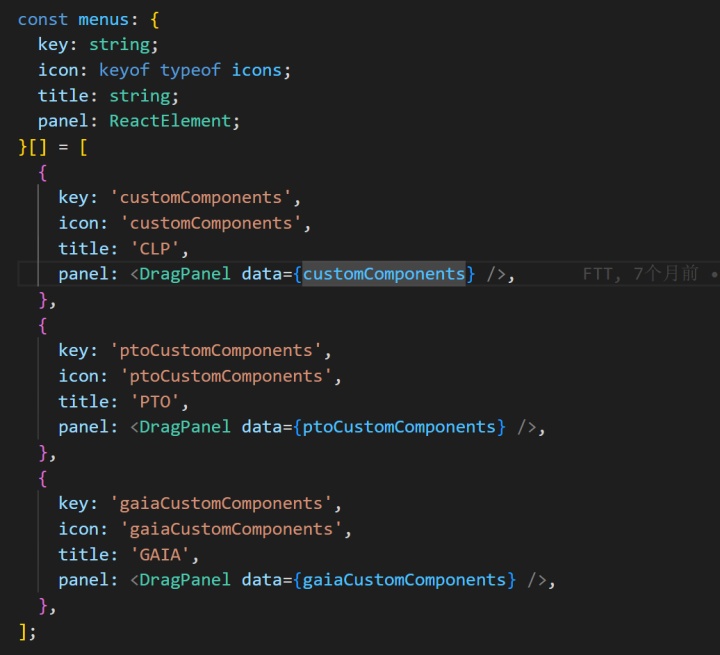 const menus: {
  key: string;
  icon: keyof typeof icons;
  title: string;
  panel: ReactElement;
}[] = [
  {
    key: 'customComponents',
    icon: 'customComponents',
    title: 'CLP',
    panel: <DragPanel data={customComponents} />,    FTT, 7个月前 •
  },
  {
    key: 'ptoCustomComponents',
    icon: 'ptoCustomComponents',
    title: 'PTO',
    panel: <DragPanel data={ptoCustomComponents} />,
  },
  {
    key: 'gaiaCustomComponents',
    icon: 'gaiaCustomComponents',
    title: 'GAIA',
    panel: <DragPanel data={gaiaCustomComponents} />,
  },
];